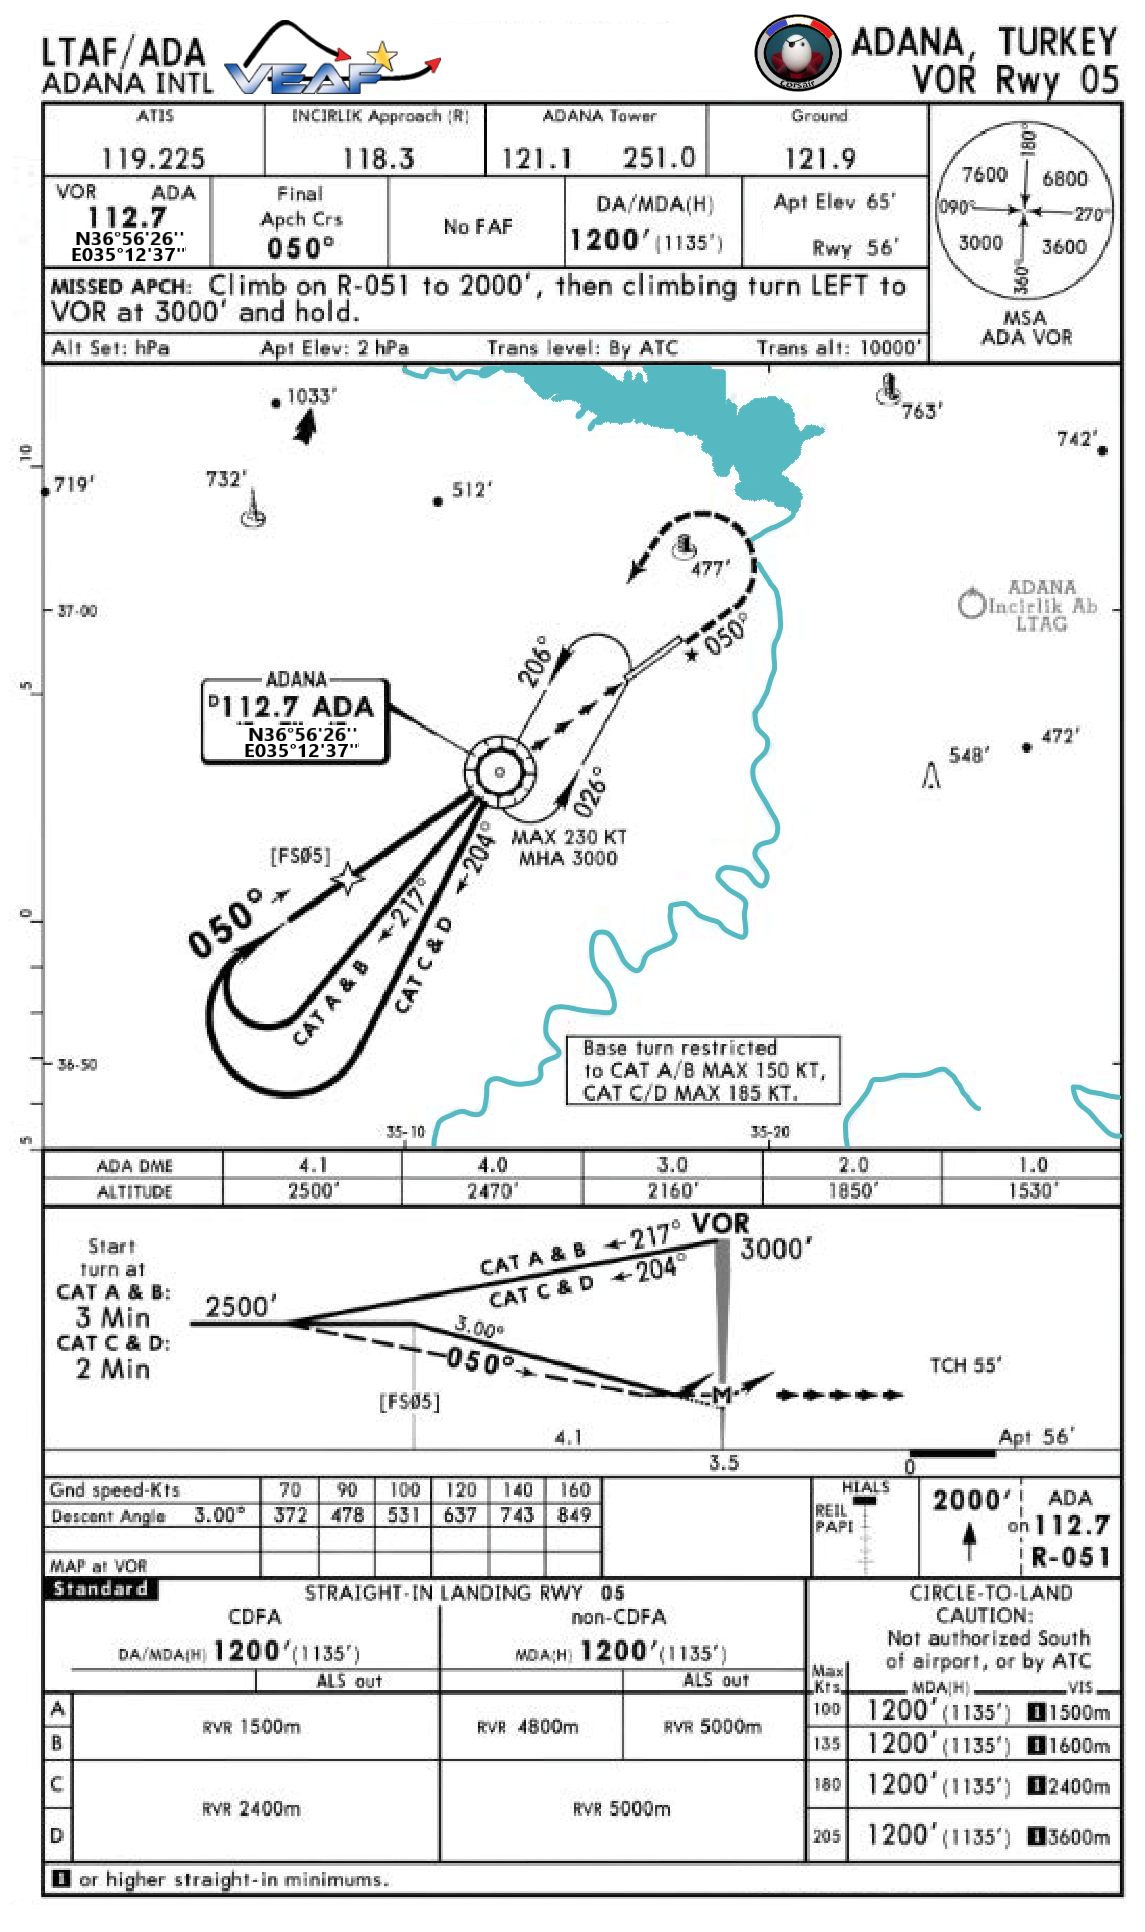 LTAF/ADA
ADANA INTL
VEAF
corsair
ADANA, TURKEY
VOR Rwy 05
ATIS
119.225
INCIRLIK Approach (R)
118.3
ADANA Tower
121.1 251.0
Ground
121.9
VOR ADA
112.7
N36°56'26''
E035°12'37''
Final
Apch Crs
050°
No FAF
DA/MDA(H)
1200' (1135')
Apt Elev 65'
Rwy 56'
MISSED APCH: Climb on R-051 to 2000', then climbing turn LEFT to
VOR at 3000' and hold.
Alt Set: hPa Apt Elev: 2 hPa Trans level: By ATC Trans alt: 10000'
180°
7600 6800
090° 270°
3000 3600
360°
MSA
ADA VOR
1033'
763'
742'
10
719'
732'
512'
477'
37-00
ADANA
Incirlik Ab
LTAG
050°
206°
5
ADANA
D112.7 ADA
N36°56'26''
E035°12'37''
472'
548'
026°
MAX 230 KT
MHA 3000
204°
[FS05]
217°
050°
0
CAT A & B
CAT C & D
36-50
Base turn restricted
to CAT A/B MAX 150 KT,
CAT C/D MAX 185 KT.
5
35-10 35-20
ADA DME 4.1 4.0 3.0 2.0 1.0
ALTITUDE 2500' 2470' 2160' 1850' 1530'
Start
turn at
CAT A & B:
3 Min
CAT C & D:
2 Min
VOR
3000'
CAT A & B 217°
CAT C & D 204°
2500'
3.00°
050°
M
TCH 55'
[FS05]
4.1
3.5
Apt 56'
0
Gnd speed-Kts 70 90 100 120 140 160
Descent Angle 3.00° 372 478 531 637 743 849
MAP at VOR
HIALS
REIL
PAPI
2000'
on
ADA
112.7
R-051
Standard
STRAIGHT-IN LANDING RWY 05
CDFA
DA/MDA(H) 1200' (1135')
ALS out
non-CDFA
MDA(H) 1200' (1135')
ALS out
CIRCLE-TO-LAND
CAUTION:
Not authorized South
of airport, or by ATC
Max
Kts
MDA(H) VIS
A
B
RVR 1500m
RVR 4800m
RVR 5000m
100 1200' (1135') 1 1500m
135 1200' (1135') 1 1600m
C
D
RVR 2400m
RVR 5000m
180 1200' (1135') 1 2400m
205 1200' (1135') 1 3600m
1 or higher straight-in minimums.